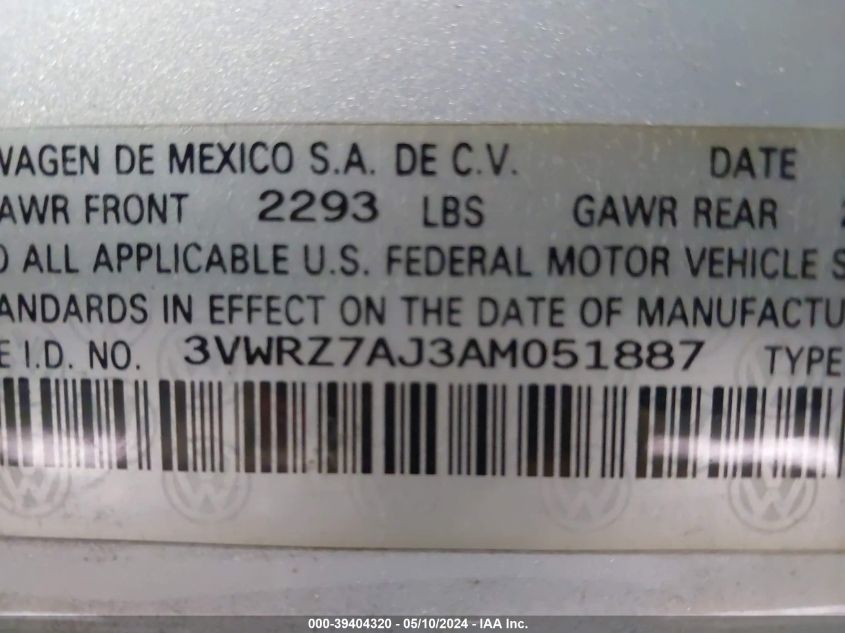 WAGEN DE MEXICO S.A. DE C.V. DATE
AWR FRONT 2293 LBS GAWR REAR
O ALL APPLICABLE U.S. FEDERAL MOTOR VEHICLE S
ANDARDS IN EFFECT ON THE DATE OF MANUFACTU
E I.D. NO. 3VWRZ7AJ3AM051887 TYPE
000-39404320 - 05/10/2024 - IAA Inc.